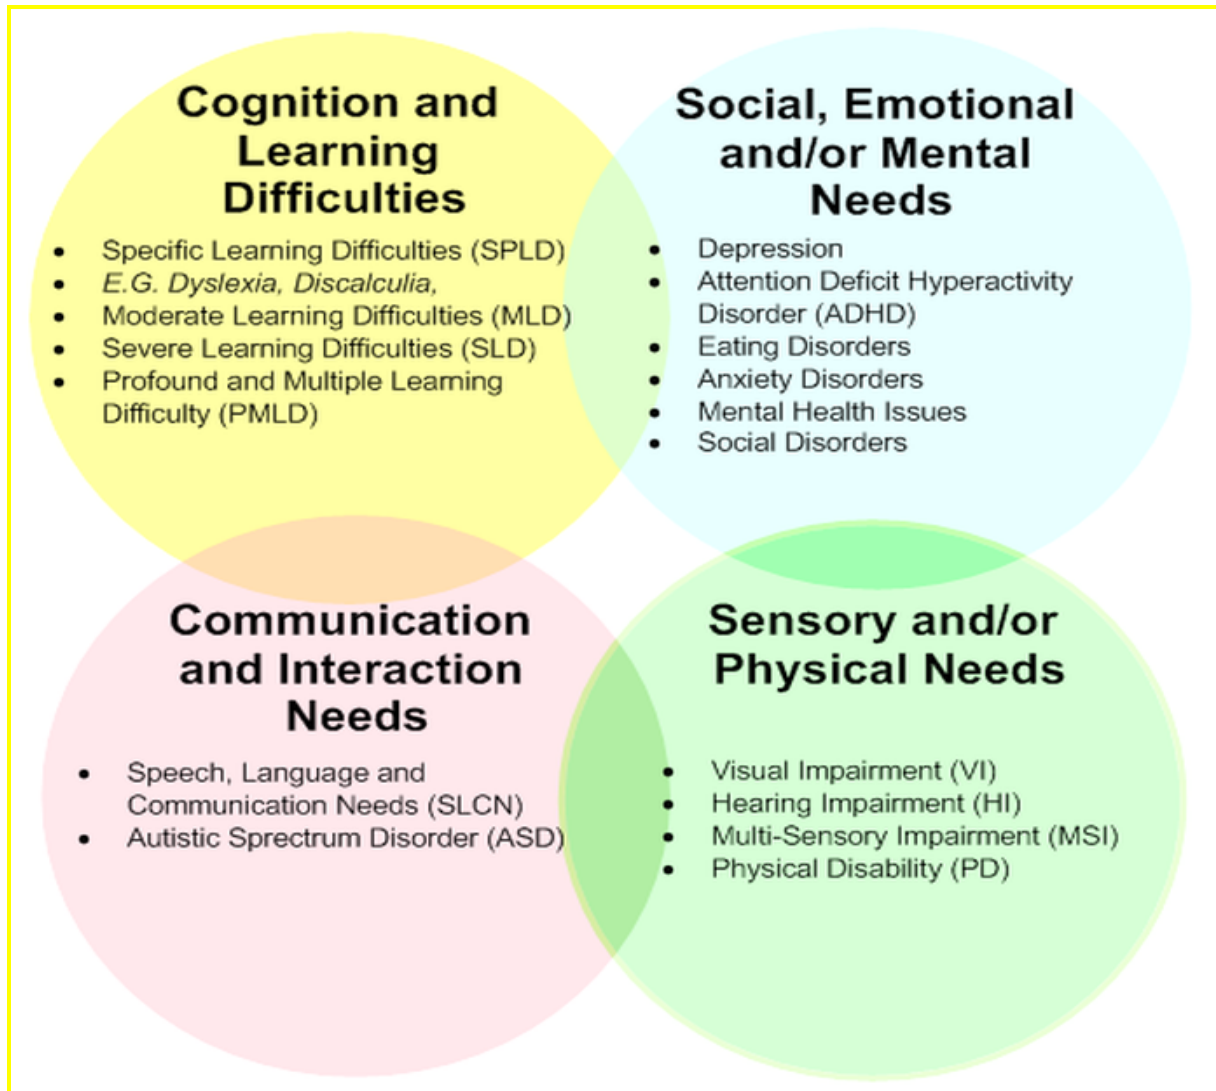 Cognition and
Learning
Difficulties
• Specific Learning Difficulties (SPLD)
• E.G. Dyslexia, Discalculia,
• Moderate Learning Difficulties (MLD)
• Severe Learning Difficulties (SLD)
• Profound and Multiple Learning
Difficulty (PMLD)
Social, Emotional
and/or Mental
Needs
• Depression
• Attention Deficit Hyperactivity
Disorder (ADHD)
• Eating Disorders
• Anxiety Disorders
• Mental Health Issues
• Social Disorders
Communication
and Interaction
Needs
• Speech, Language and
Communication Needs (SLCN)
• Autistic Sprectrum Disorder (ASD)
Sensory and/or
Physical Needs
• Visual Impairment (VI)
• Hearing Impairment (HI)
• Multi-Sensory Impairment (MSI)
• Physical Disability (PD)